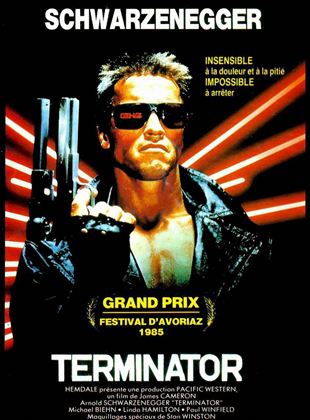 SCHWARZENEGGER
INSENSIBLE
à la douleur et à la pitié
IMPOSSIBLE
à arrêter
GRAND PRIX
FESTIVAL D'AVORIAZ
1985
TERMINATOR
HEMDALE présente une production PACIFIC WESTERN,
un film de James CAMERON
Arnold SCHWARZENEGGER "TERMINATOR"
Michael BIEHN • Linda HAMILTON • Paul WINFIELD
Maquillages spéciaux de Stan WINSTON